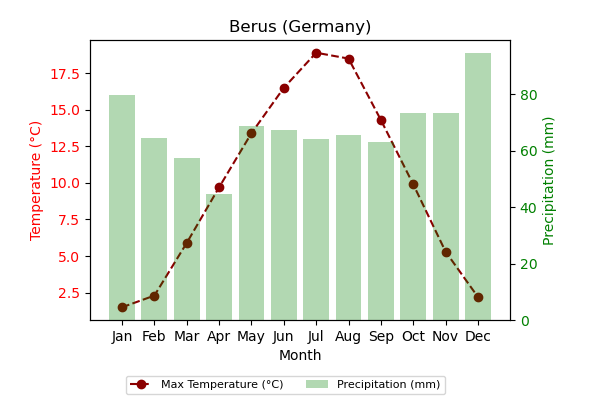 Berus (Germany)
17.5
15.0
12.5
10.0
7.5
5.0
2.5
Temperature (°C)
80
60
40
20
0
Precipitation (mm)
Jan Feb Mar Apr May Jun Jul Aug Sep Oct Nov Dec
Month
Max Temperature (°C) Precipitation (mm)